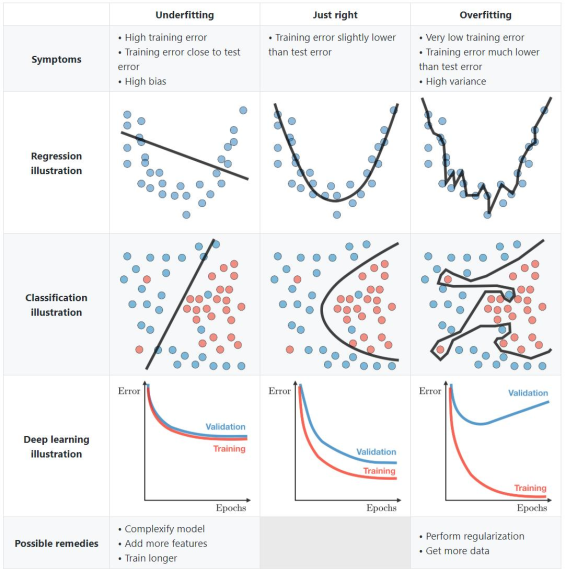 Underfitting
Just right
Overfitting
Symptoms
• High training error
• Training error close to test
error
• High bias
• Training error slightly lower
than test error
• Very low training error
• Training error much lower
than test error
• High variance
Regression
illustration
Classification
illustration
Deep learning
illustration
Error
Validation
Training
Epochs
Error
Validation
Training
Epochs
Error
Validation
Training
Epochs
Possible remedies
• Complexify model
• Add more features
• Train longer
• Perform regularization
• Get more data